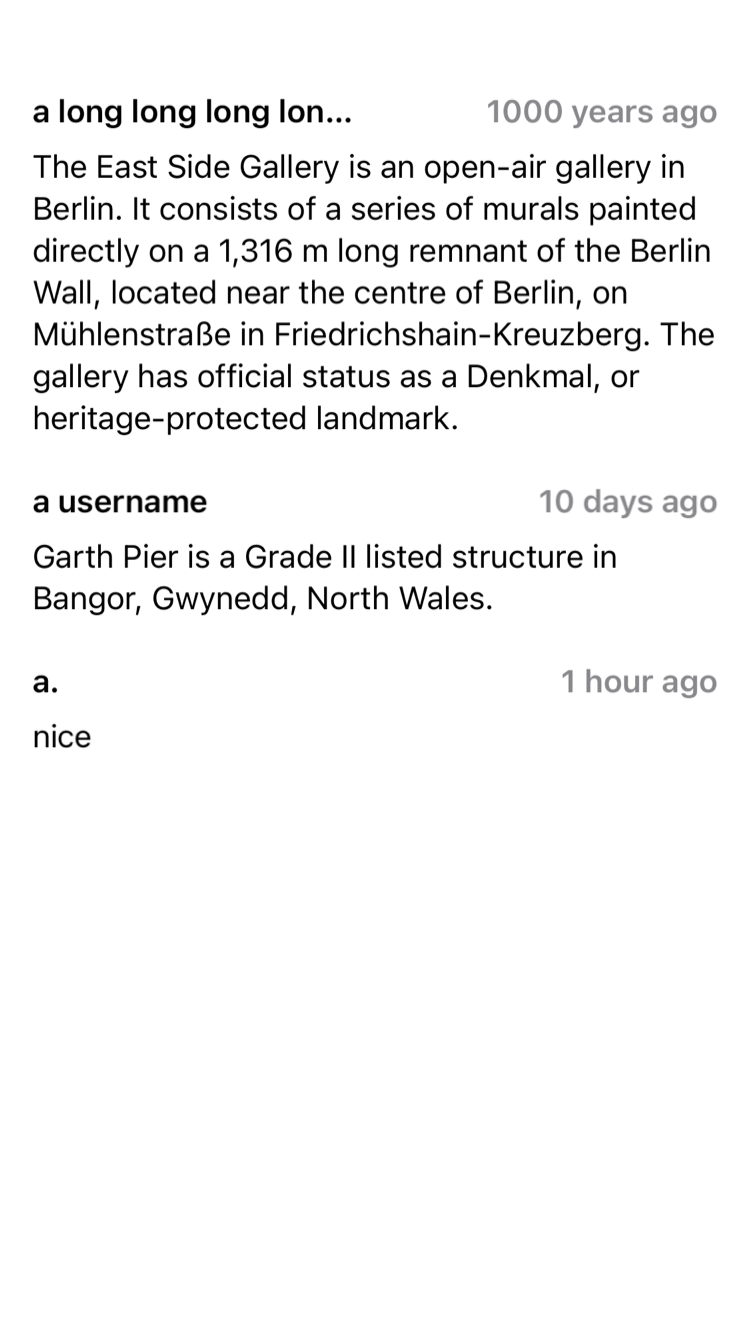 a long long long lon... 1000 years ago
The East Side Gallery is an open-air gallery in
Berlin. It consists of a series of murals painted
directly on a 1,316 m long remnant of the Berlin
Wall, located near the centre of Berlin, on
Mühlenstraße in Friedrichshain-Kreuzberg. The
gallery has official status as a Denkmal, or
heritage-protected landmark.
a username 10 days ago
Garth Pier is a Grade II listed structure in
Bangor, Gwynedd, North Wales.
a. 1 hour ago
nice